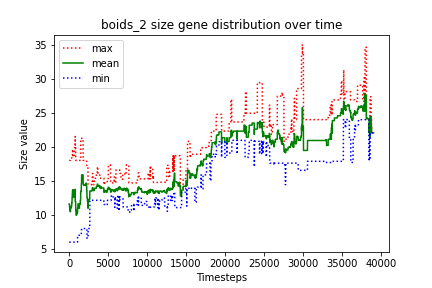 boids_2 size gene distribution over time
max
mean
min
Size value
35
30
25
20
15
10
5
0 5000 10000 15000 20000 25000 30000 35000 40000
Timesteps